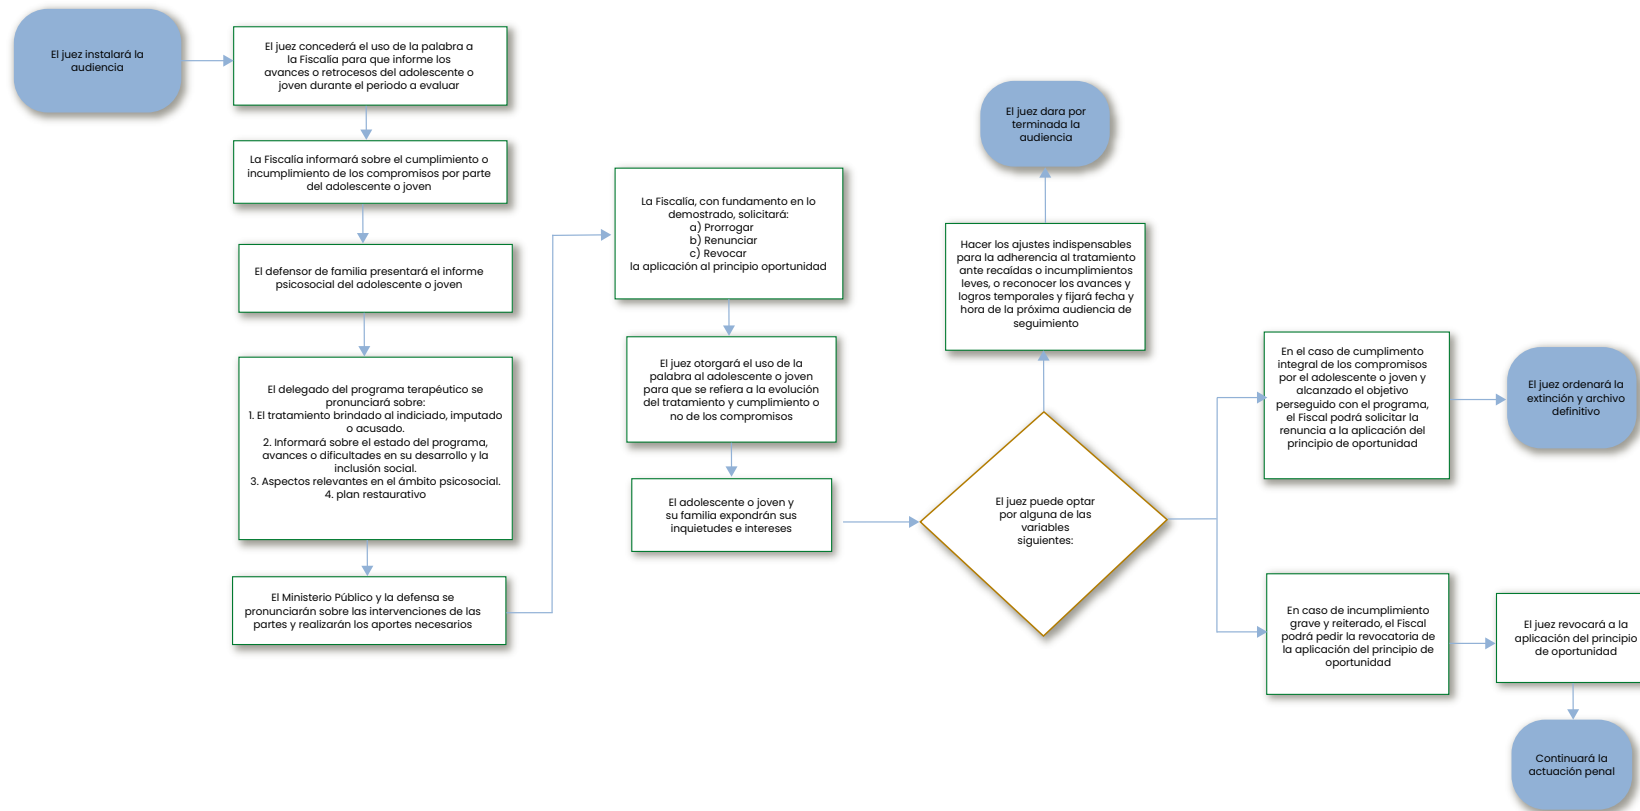 El juez instalará la
audiencia
El juez concederá el uso de la palabra a
la Fiscalía para que informe los
avances o retrocesos del adolescente o
joven durante el periodo a evaluar
La Fiscalía informará sobre el cumplimiento o
incumplimiento de los compromisos por parte
del adolescente o joven
El defensor de familia presentará el informe
psicosocial del adolescente o joven
El delegado del programa terapéutico se
pronunciará sobre:
1. El tratamiento brindado al indiciado, imputado
o acusado.
2. Informará sobre el estado del programa,
avances o dificultades en su desarrollo y la
inclusión social.
3. Aspectos relevantes en el ámbito psicosocial.
4. plan restaurativo
El Ministerio Público y la defensa se
pronunciarán sobre las intervenciones de las
partes y realizarán los aportes necesarios
La Fiscalía, con fundamento en lo
demostrado, solicitará:
a) Prorrogar
b) Renunciar
c) Revocar
la aplicación al principio oportunidad
El juez otorgará el uso de la
palabra al adolescente o joven
para que se refiera a la evolución
del tratamiento y cumplimiento o
no de los compromisos
El adolescente o joven y
su familia expondrán sus
inquietudes e intereses
El juez puede optar
por alguna de las
variables
siguientes:
Hacer los ajustes indispensables
para la adherencia al tratamiento
ante recaídas o incumplimientos
leves, o reconocer los avances y
logros temporales y fijará fecha y
hora de la próxima audiencia de
seguimiento
El juez dara por
terminada la
audiencia
En el caso de cumplimento
integral de los compromisos
por el adolescente o joven y
alcanzado el objetivo
perseguido con el programa,
el Fiscal podrá solicitar la
renuncia a la aplicación del
principio de oportunidad
El juez ordenará la
extinción y archivo
definitivo
En caso de incumplimiento
grave y reiterado, el Fiscal
podrá pedir la revocatoria de
la aplicación del principio de
oportunidad
El juez revocará a la
aplicación del principio
de oportunidad
Continuará la
actuación penal